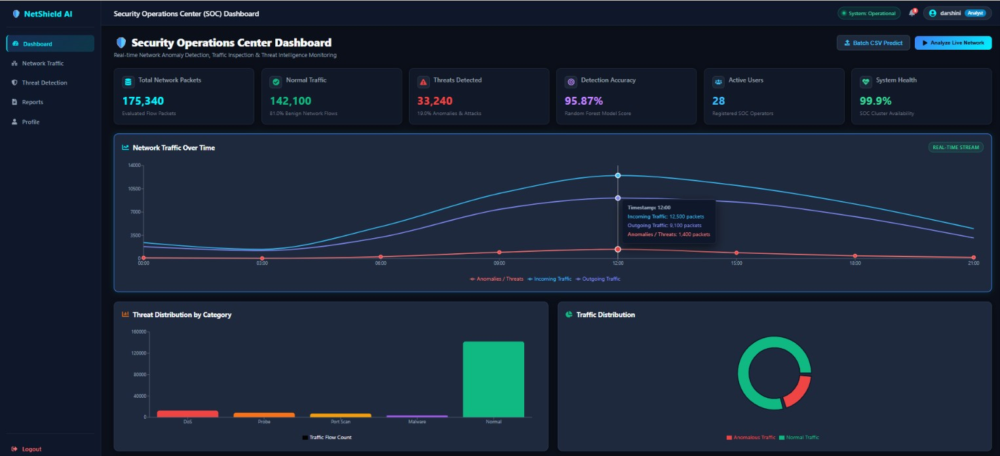 NetShield AI
Security Operations Center (SOC) Dashboard
System: Operational
darshini
Analyst
Dashboard
Network Traffic
Threat Detection
Reports
Profile
Logout
Security Operations Center Dashboard
Real-time Network Anomaly Detection, Traffic Inspection & Threat Intelligence Monitoring
Batch CSV Predict
Analyze Live Network
Total Network Packets
175,340
Evaluated Flow Packets
Normal Traffic
142,100
81.0% Benign Network Flows
Threats Detected
33,240
19.0% Anomalies & Attacks
Detection Accuracy
95.87%
Random Forest Model Score
Active Users
28
Registered SOC Operators
System Health
99.9%
SOC Cluster Availability
Network Traffic Over Time
REAL-TIME STREAM
14000
10500
7000
3500
0
00:00 03:00 06:00 09:00 12:00 15:00 18:00 21:00
Timestamp: 12:00
Incoming Traffic: 12,500 packets
Outgoing Traffic: 9,100 packets
Anomalies / Threats: 1,400 packets
Anomalies / Threats Incoming Traffic Outgoing Traffic
Threat Distribution by Category
160000
120000
80000
40000
0
DoS Probe Port Scan Malware Normal
Traffic Flow Count
Traffic Distribution
Anomalous Traffic Normal Traffic